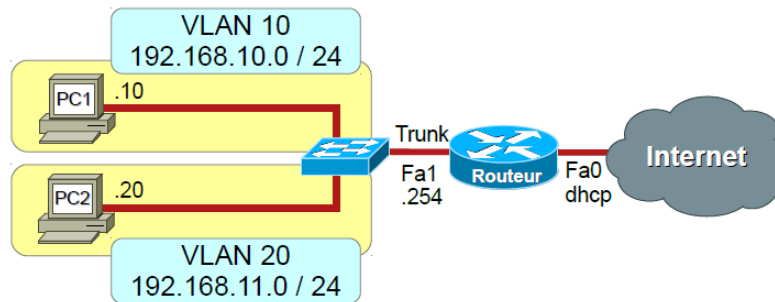 VLAN 10
192.168.10.0 / 24
PC1
.10
PC2
.20
VLAN 20
192.168.11.0 / 24
Trunk
Fa1
.254
Routeur
Fa0
dhcp
Internet